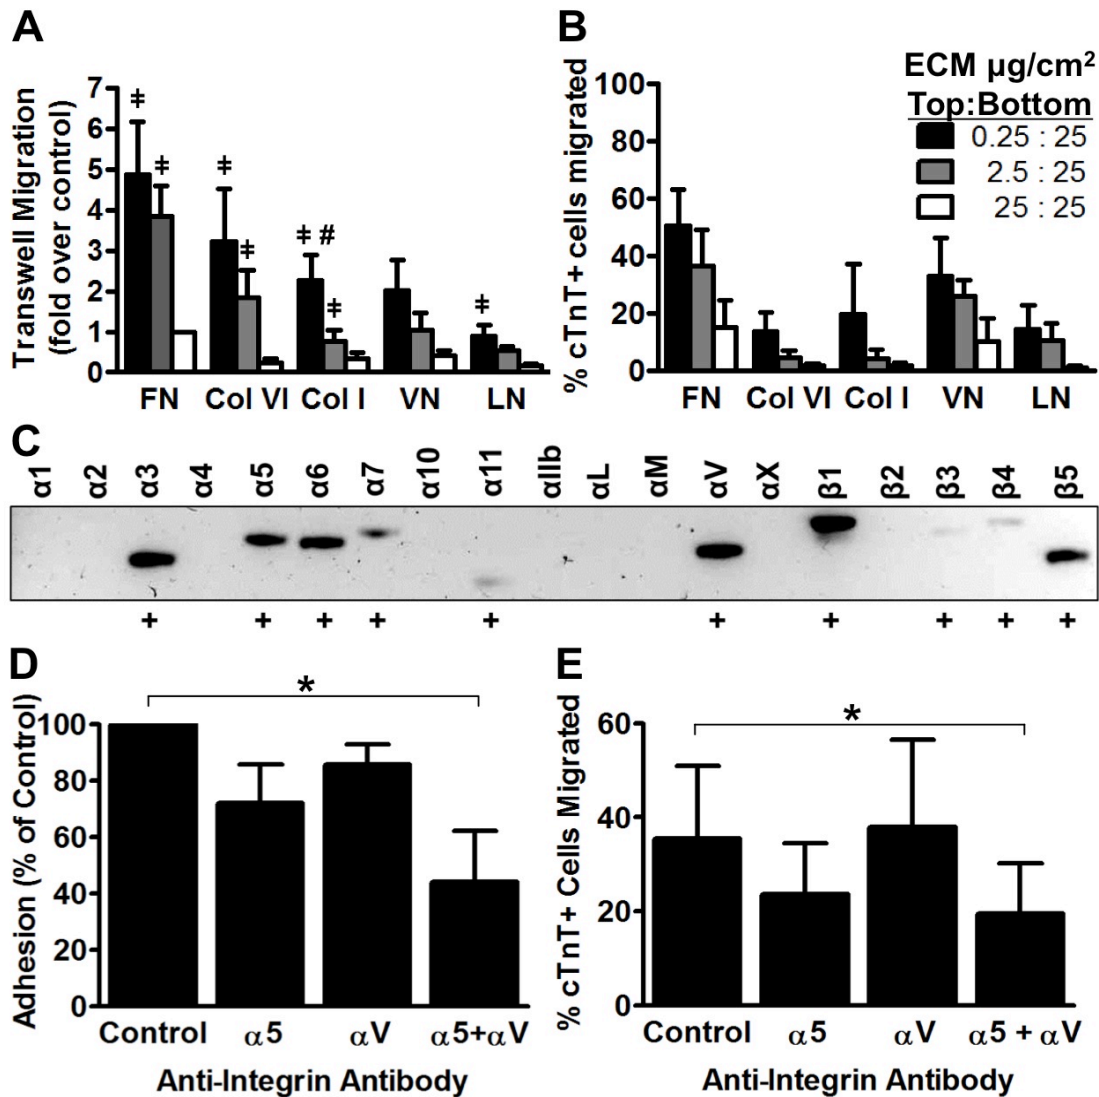 A
Transwell Migration
(fold over control)
7
6
5
4
3
2
1
0
ǂ
ǂ
ǂ
ǂ
ǂ #
ǂ
ǂ
FN Col VI Col I VN LN
B
% cTnT+ cells migrated
100
80
60
40
20
0
FN Col VI Col I VN LN
ECM µg/cm²
Top:Bottom
0.25 : 25
2.5 : 25
25 : 25
C
α1 α2 α3 α4 α5 α6 α7 α10 α11 αIIb αL αM αV αX β1 β2 β3 β4 β5
+ + + + + + + + + +
D
Adhesion (% of Control)
100
80
60
40
20
0
*
Control α5 αV α5+αV
Anti-Integrin Antibody
E
% cTnT+ Cells Migrated
60
40
20
0
*
Control α5 αV α5 + αV
Anti-Integrin Antibody